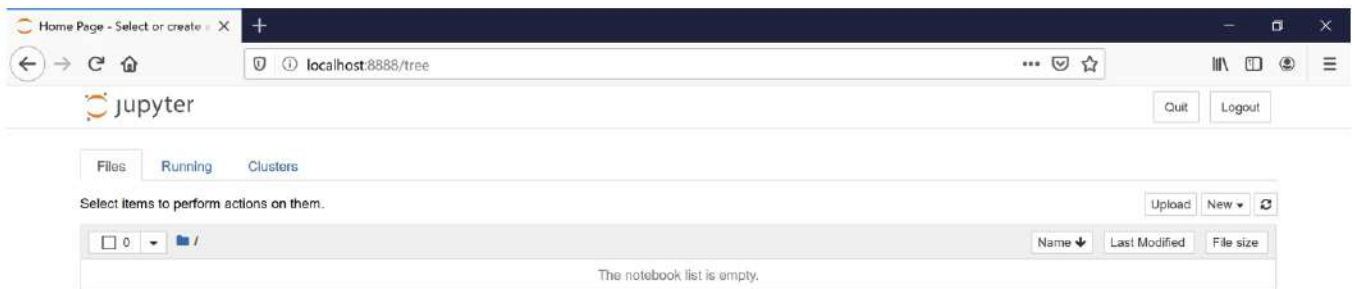 Home Page - Select or create
localhost:8888/tree
jupyter
Quit Logout
Files Running Clusters
Select items to perform actions on them.
Upload New
0 /
Name Last Modified File size
The notebook list is empty.